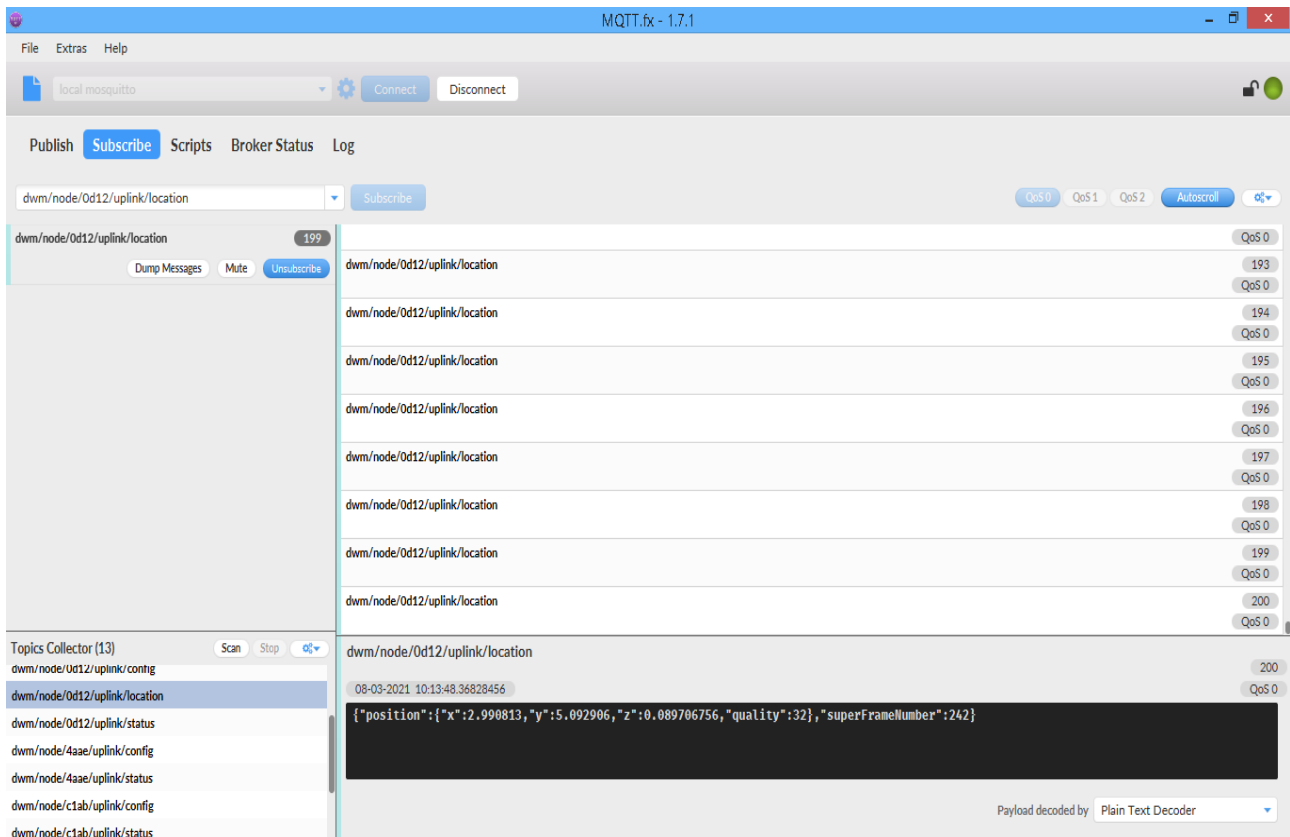 MQTT.fx - 1.7.1
File Extras Help
local mosquitto Connect Disconnect
Publish Subscribe Scripts Broker Status Log
dwm/node/0d12/uplink/location Subscribe QoS 0 QoS 1 QoS 2 Autoscroll
dwm/node/0d12/uplink/location 199
Dump Messages Mute Unsubscribe
QoS 0
dwm/node/0d12/uplink/location 193
QoS 0
dwm/node/0d12/uplink/location 194
QoS 0
dwm/node/0d12/uplink/location 195
QoS 0
dwm/node/0d12/uplink/location 196
QoS 0
dwm/node/0d12/uplink/location 197
QoS 0
dwm/node/0d12/uplink/location 198
QoS 0
dwm/node/0d12/uplink/location 199
QoS 0
dwm/node/0d12/uplink/location 200
QoS 0
Topics Collector (13) Scan Stop
dwm/node/0d12/uplink/config
dwm/node/0d12/uplink/location
dwm/node/0d12/uplink/status
dwm/node/4aae/uplink/config
dwm/node/4aae/uplink/status
dwm/node/c1ab/uplink/config
dwm/node/c1ab/uplink/status
dwm/node/0d12/uplink/location
200
08-03-2021 10:13:48.36828456 QoS 0
{"position":{"x":2.990813,"y":5.092906,"z":0.089706756,"quality":32},"superFrameNumber":242}
Payload decoded by Plain Text Decoder